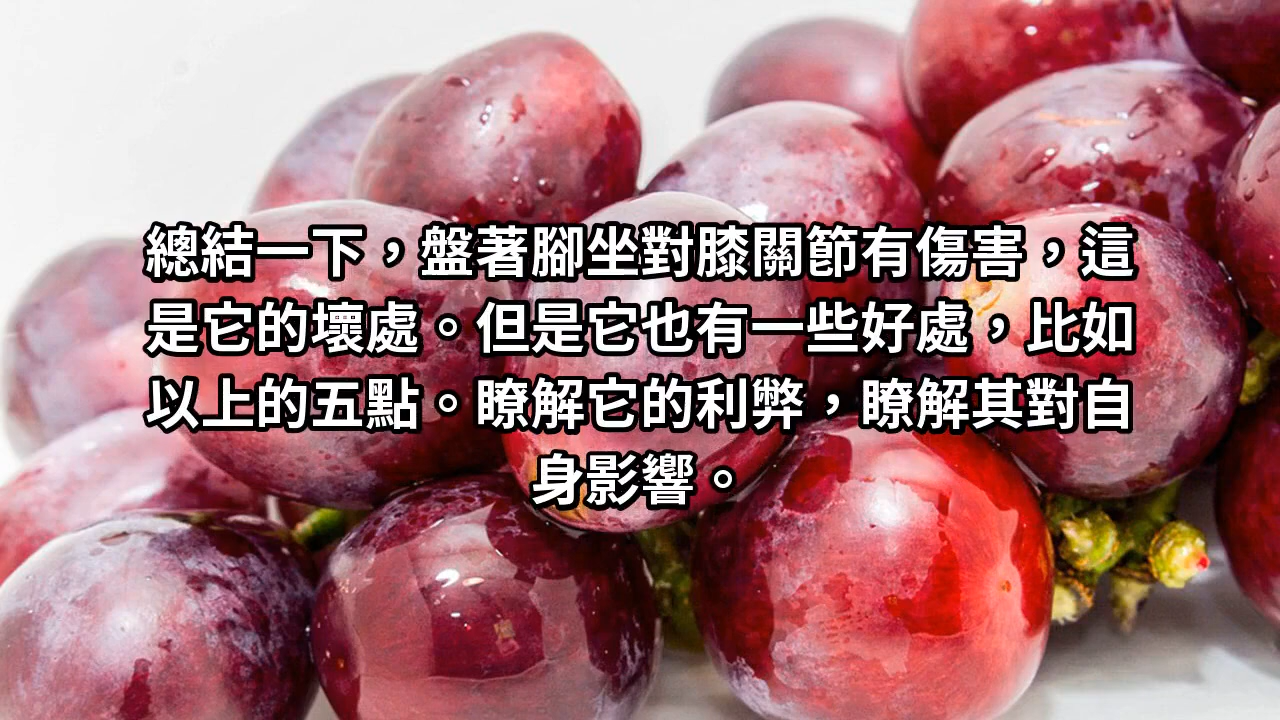 總結一下，盤著腳坐對膝關節有傷害，這
是它的壞處。但是它也有一些好處，比如
以上的五點。瞭解它的利弊，瞭解其對自
身影響。